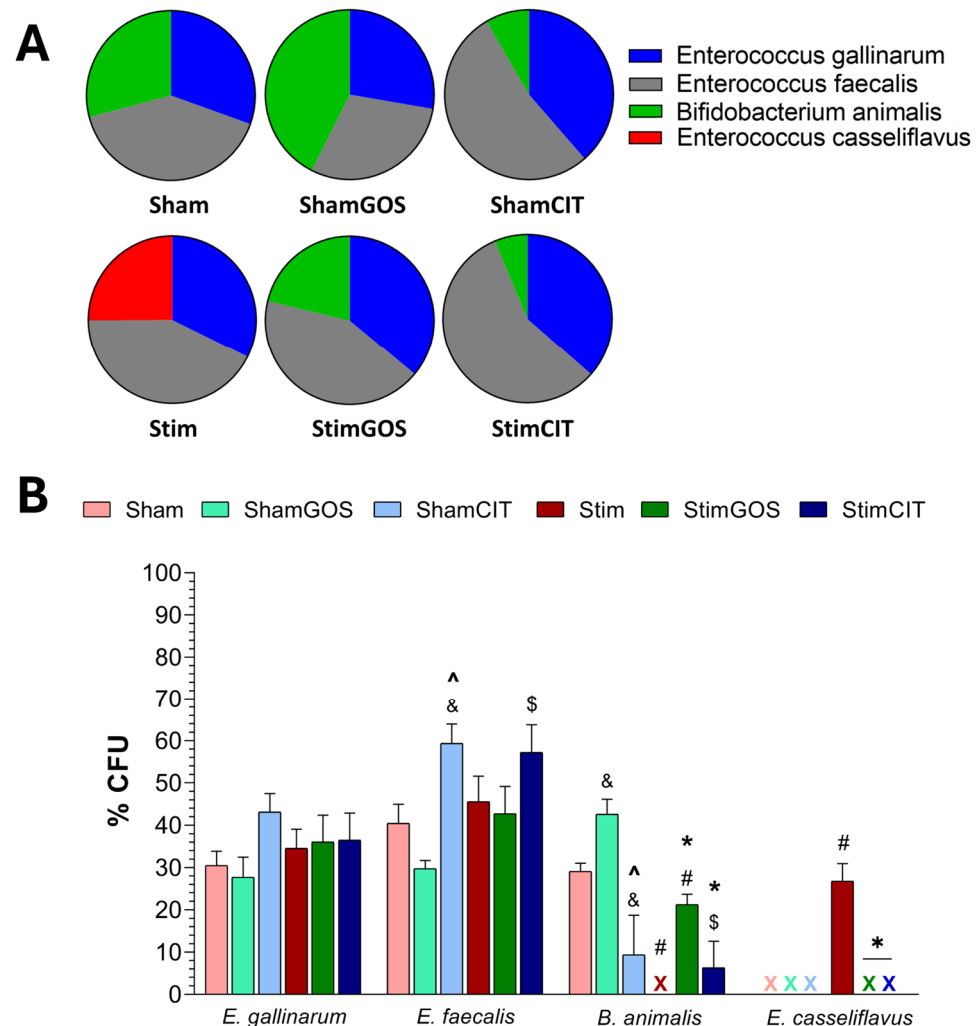 A
Enterococcus gallinarum
Enterococcus faecalis
Bifidobacterium animalis
Enterococcus casseliflavus
Sham ShamGOS ShamCIT
Stim StimGOS StimCIT
B
Sham ShamGOS ShamCIT Stim StimGOS StimCIT
% CFU
100
90
80
70
60
50
40
30
20
10
0
^
& $
&
^ *
& # # * $
#
*
X X X X X X
E. gallinarum E. faecalis B. animalis E. casseliflavus